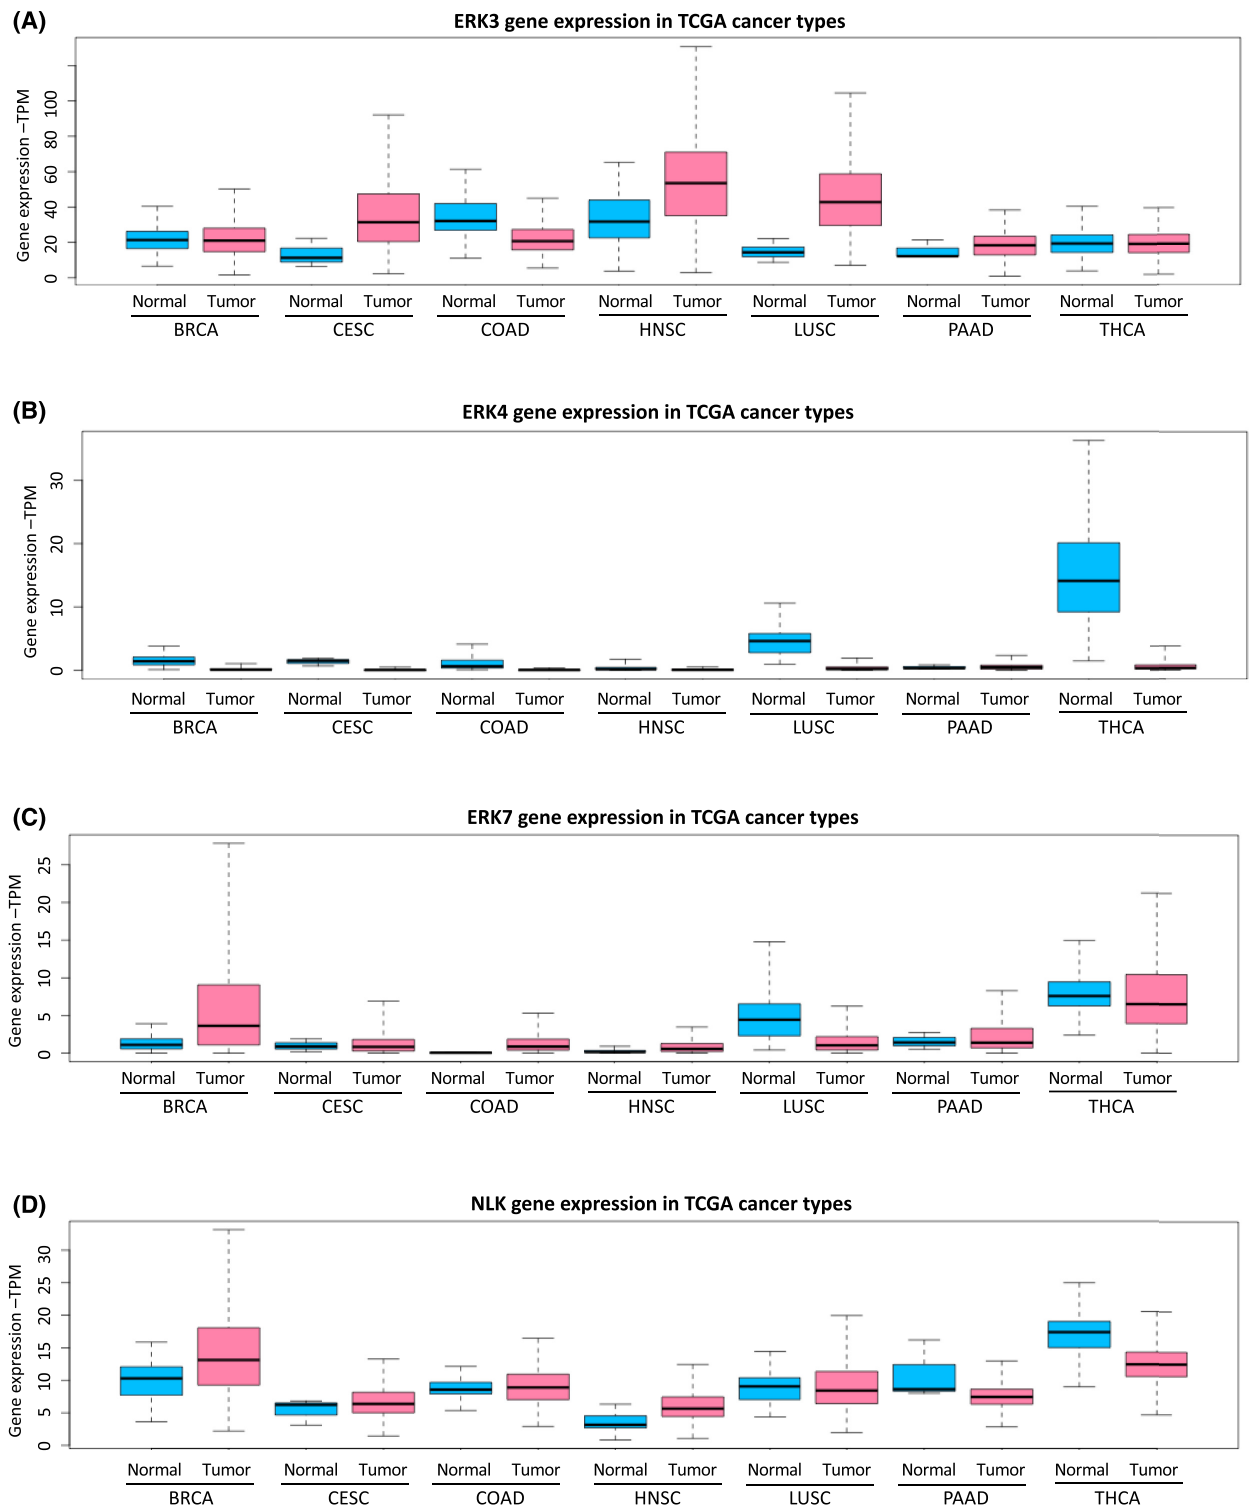 (A)
ERK3 gene expression in TCGA cancer types
Gene expression –TPM
0 20 40 60 80 100
Normal Tumor Normal Tumor Normal Tumor Normal Tumor Normal Tumor Normal Tumor Normal Tumor
BRCA CESC COAD HNSC LUSC PAAD THCA
(B)
ERK4 gene expression in TCGA cancer types
Gene expression –TPM
0 10 20 30
Normal Tumor Normal Tumor Normal Tumor Normal Tumor Normal Tumor Normal Tumor Normal Tumor
BRCA CESC COAD HNSC LUSC PAAD THCA
(C)
ERK7 gene expression in TCGA cancer types
Gene expression –TPM
0 5 10 15 20 25
Normal Tumor Normal Tumor Normal Tumor Normal Tumor Normal Tumor Normal Tumor Normal Tumor
BRCA CESC COAD HNSC LUSC PAAD THCA
(D)
NLK gene expression in TCGA cancer types
Gene expression –TPM
0 5 10 15 20 25 30
Normal Tumor Normal Tumor Normal Tumor Normal Tumor Normal Tumor Normal Tumor Normal Tumor
BRCA CESC COAD HNSC LUSC PAAD THCA